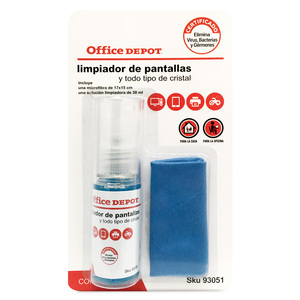 Office DEPOT
CERTIFICADO
Elimina
Virus, Bacterias
y Gérmenes
limpiador de pantallas
y todo tipo de cristal
Incluye
una microfibra de 17x15 cm
una solución limpiadora de 30 ml
PARA LA CASA
PARA LA OFICINA
Office DEPOT
limpiador de pantallas
y todo tipo de cristal
Sku 93051